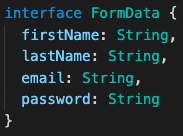 interface FormData {
  firstName: String,
  lastName: String,
  email: String,
  password: String
}